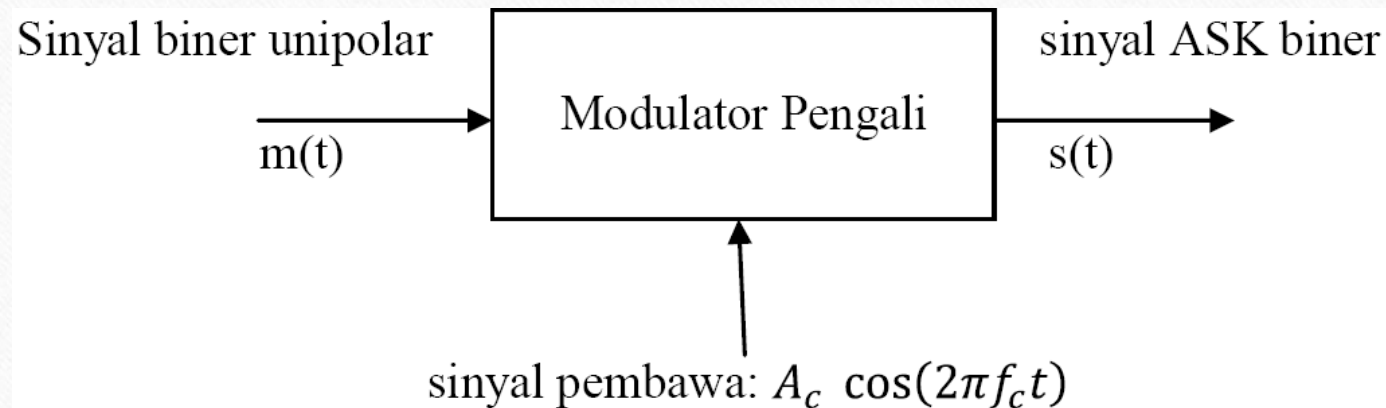 Sinyal biner unipolar
sinyal ASK biner
Modulator Pengali
m(t)
s(t)
sinyal pembawa: A_c cos(2πf_ct)